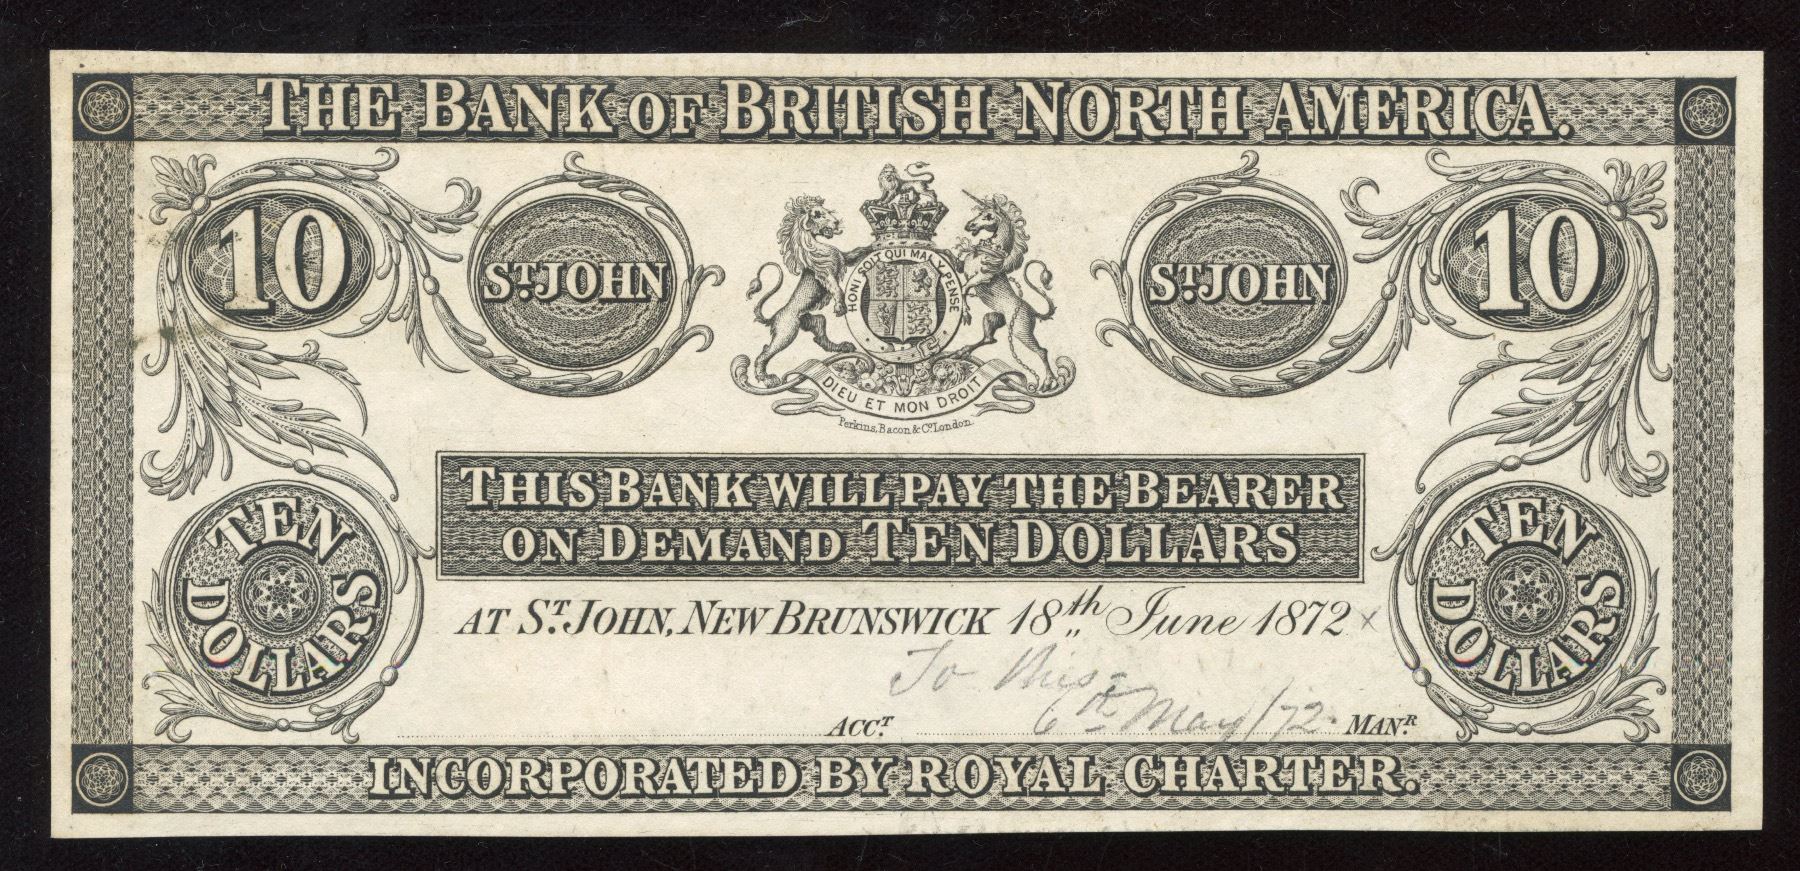 THE BANK OF BRITISH NORTH AMERICA.
10 ST. JOHN ST. JOHN 10
HONI SOIT QUI MAL Y PENSE
DIEU ET MON DROIT
Perkins, Bacon & Co. London.
THIS BANK WILL PAY THE BEARER
ON DEMAND TEN DOLLARS
TEN DOLLARS
TEN DOLLARS
AT ST. JOHN, NEW BRUNSWICK 18th June 1872 x
To this
6th May/72.
ACCT. MANR.
INCORPORATED BY ROYAL CHARTER.